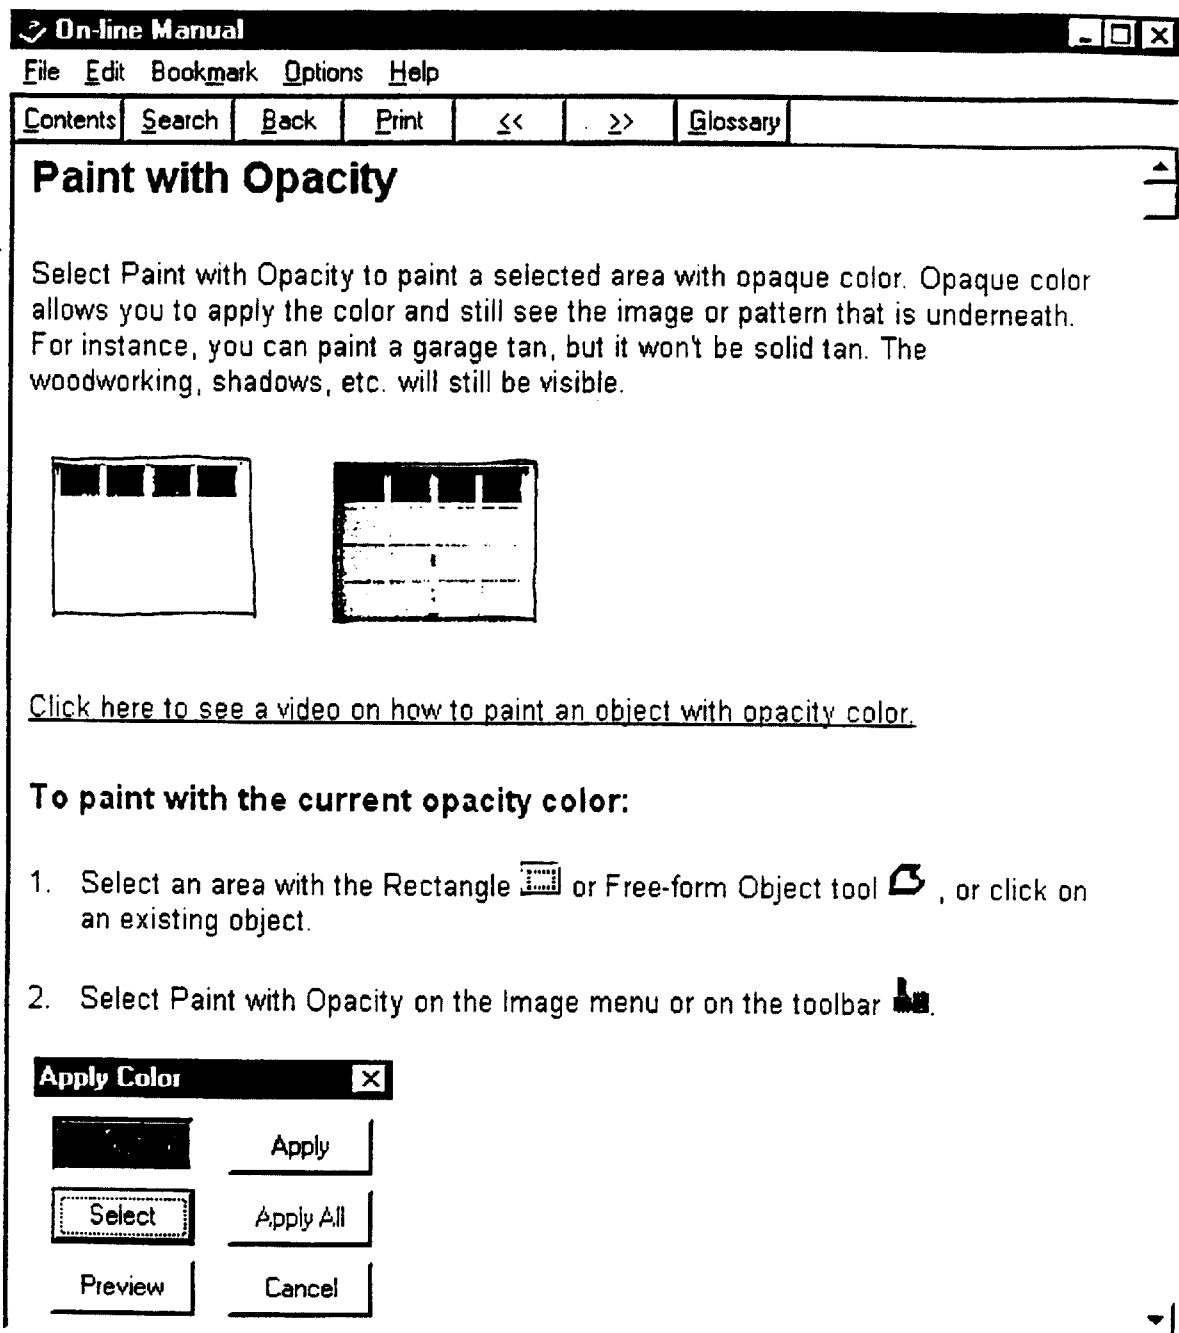 On-line Manual
File Edit Bookmark Options Help
Contents Search Back Print << >> Glossary
Paint with Opacity
Select Paint with Opacity to paint a selected area with opaque color. Opaque color
allows you to apply the color and still see the image or pattern that is underneath.
For instance, you can paint a garage tan, but it won't be solid tan. The
woodworking, shadows, etc. will still be visible.
Click here to see a video on how to paint an object with opacity color.
To paint with the current opacity color:
1. Select an area with the Rectangle or Free-form Object tool , or click on
an existing object.
2. Select Paint with Opacity on the Image menu or on the toolbar .
Apply Color
Apply
Select Apply All
Preview Cancel